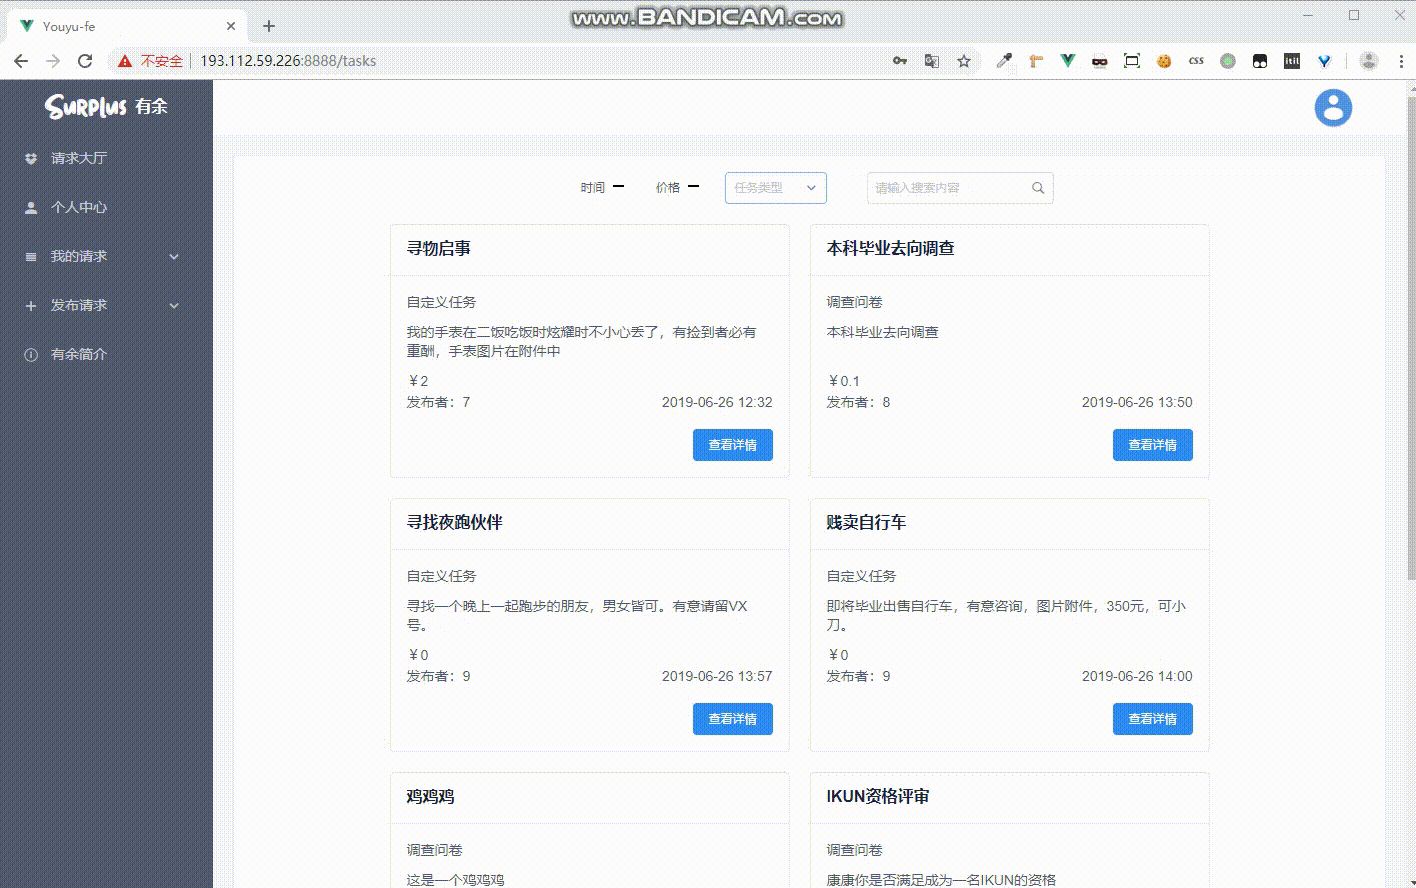 www.BANDICAM.com
Youyu-fe
不安全 193.112.59.226:8888/tasks
css
itil
Surplus 有余
请求大厅
个人中心
我的请求
发布请求
有余简介
时间 价格 任务类型 请输入搜索内容
寻物启事
自定义任务
我的手表在二饭吃饭时炫耀时不小心丢了，有捡到者必有
重酬，手表图片在附件中
￥2
发布者：7 2019-06-26 12:32
查看详情
本科毕业去向调查
调查问卷
本科毕业去向调查
￥0.1
发布者：8 2019-06-26 13:50
查看详情
寻找夜跑伙伴
自定义任务
寻找一个晚上一起跑步的朋友，男女皆可。有意请留VX
号。
￥0
发布者：9 2019-06-26 13:57
查看详情
贱卖自行车
自定义任务
即将毕业出售自行车，有意咨询，图片附件，350元，可小
刀。
￥0
发布者：9 2019-06-26 14:00
查看详情
鸡鸡鸡
调查问卷
这是一个鸡鸡鸡
IKUN资格评审
调查问卷
康康你是否满足成为一名IKUN的资格